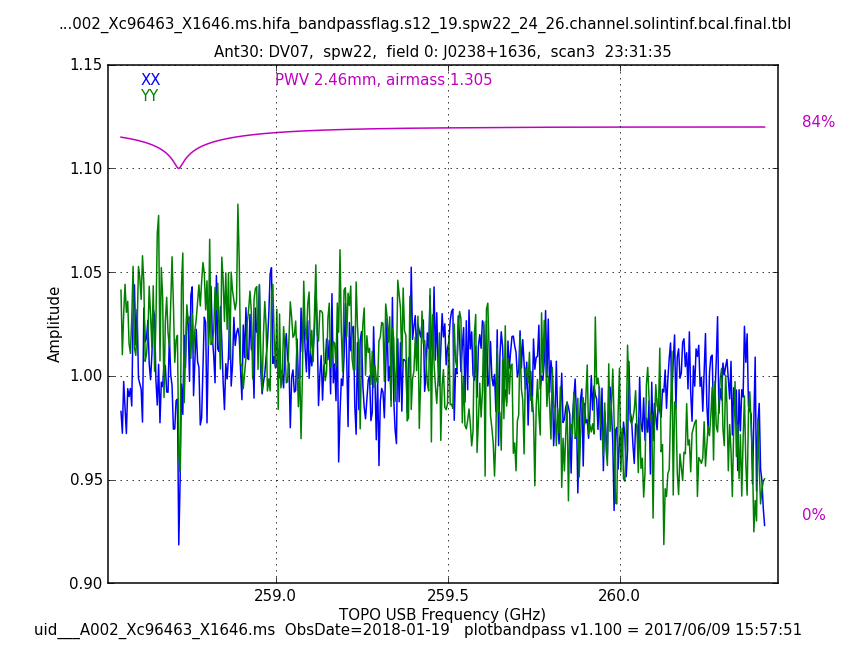 ...002_Xc96463_X1646.ms.hifa_bandpassflag.s12_19.spw22_24_26.channel.solintinf.bcal.final.tbl
Ant30: DV07, spw22, field 0: J0238+1636, scan3 23:31:35
1.15
XX
PWV 2.46mm, airmass 1.305
YY
84%
1.10
1.05
Amplitude
1.00
0.95
0%
0.90
259.0
259.5
260.0
TOPO USB Frequency (GHz)
uid___A002_Xc96463_X1646.ms ObsDate=2018-01-19 plotbandpass v1.100 = 2017/06/09 15:57:51